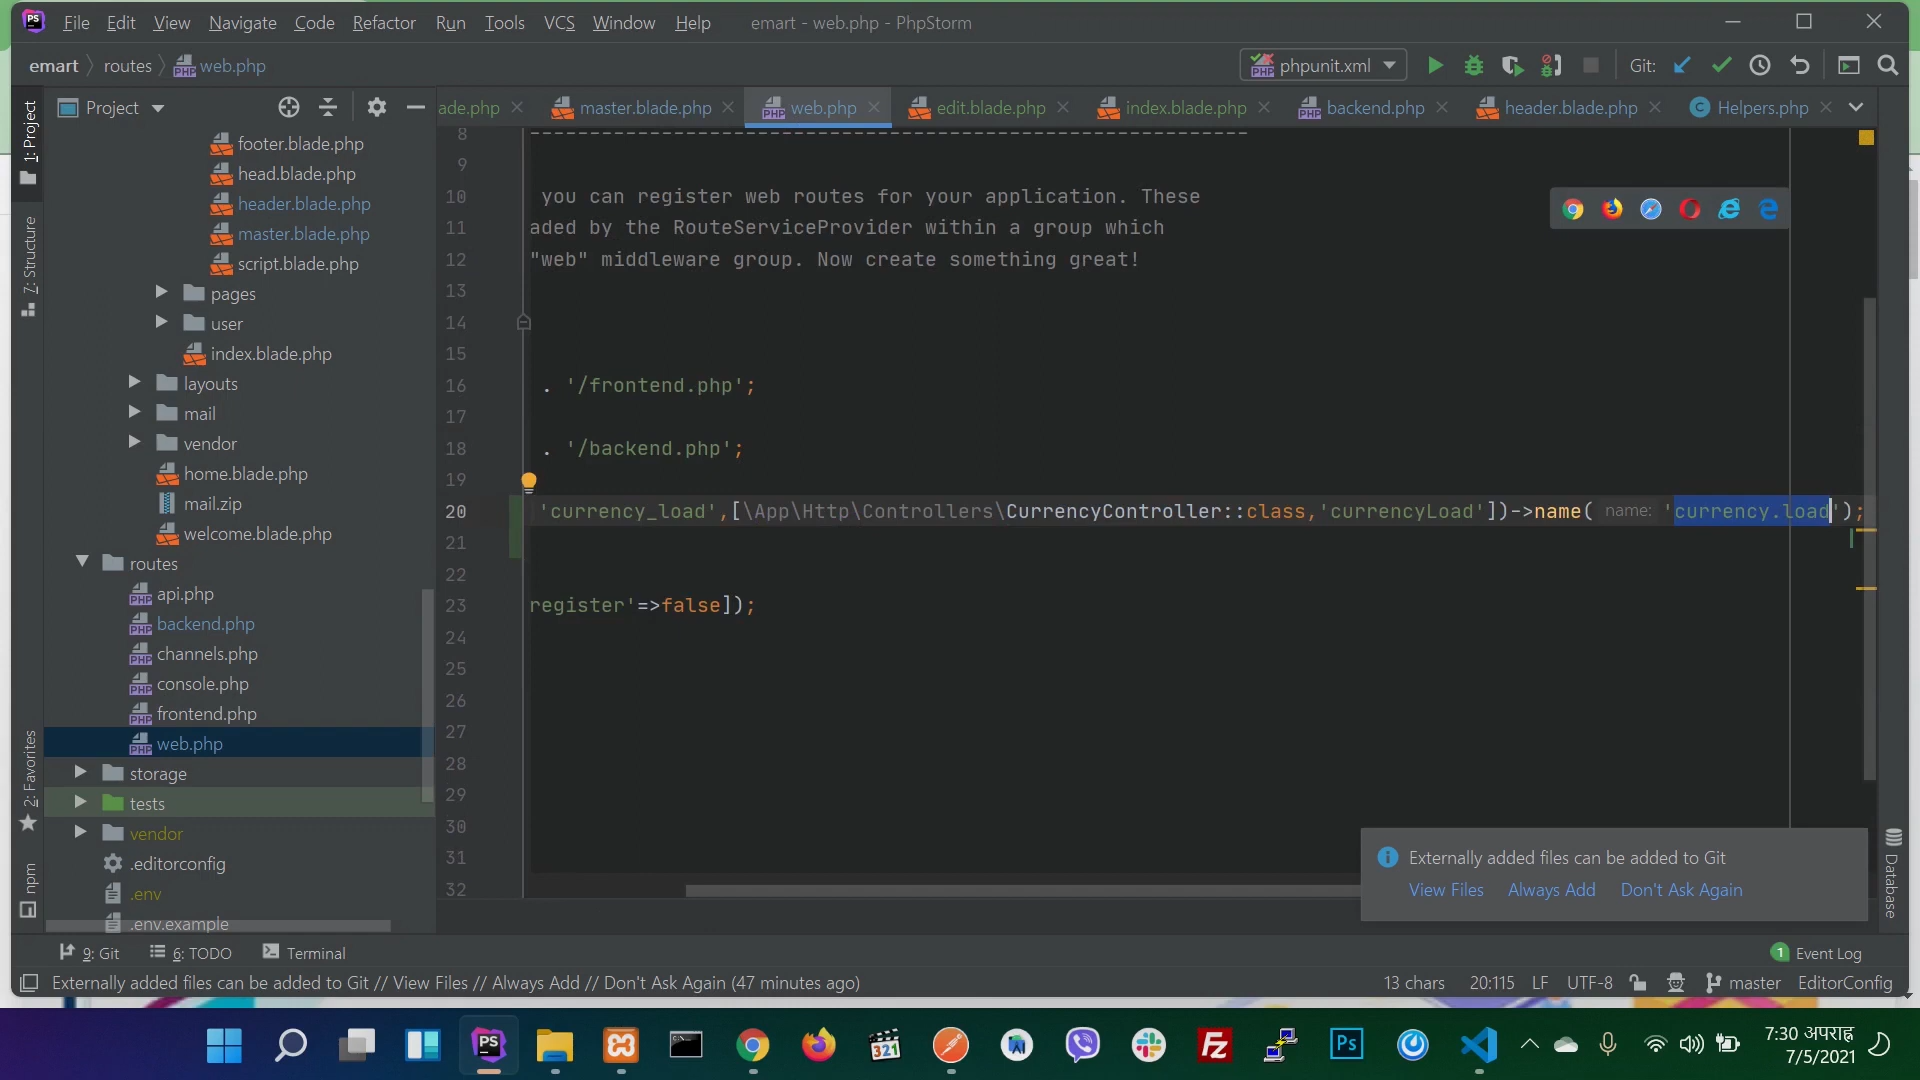 File Edit View Navigate Code Refactor Run Tools VCS Window Help emart - web.php - PhpStorm
emart routes web.php phpunit.xml Git:
Project ade.php master.blade.php web.php edit.blade.php index.blade.php backend.php header.blade.php Helpers.php
1: Project
7: Structure
2: Favorites
npm
footer.blade.php
head.blade.php
header.blade.php
master.blade.php
script.blade.php
pages
user
index.blade.php
layouts
mail
vendor
home.blade.php
mail.zip
welcome.blade.php
routes
api.php
backend.php
channels.php
console.php
frontend.php
web.php
storage
tests
vendor
.editorconfig
.env
.env.example
8 ------------------------------------------------------------
9
10 you can register web routes for your application. These
11 aded by the RouteServiceProvider within a group which
12 "web" middleware group. Now create something great!
13
14
15
16 . '/frontend.php';
17
18 . '/backend.php';
19
20 'currency_load',[\App\Http\Controllers\CurrencyController::class,'currencyLoad'])->name( name: 'currency.load');
21
22
23 register'=>false]);
24
25
26
27
28
29
30
31
32
Externally added files can be added to Git
View Files Always Add Don't Ask Again
Database
9: Git 6: TODO Terminal 1 Event Log
Externally added files can be added to Git // View Files // Always Add // Don't Ask Again (47 minutes ago) 13 chars 20:115 LF UTF-8 master EditorConfig
PS 321 Fz Ps
7:30 अपराह्न
7/5/2021